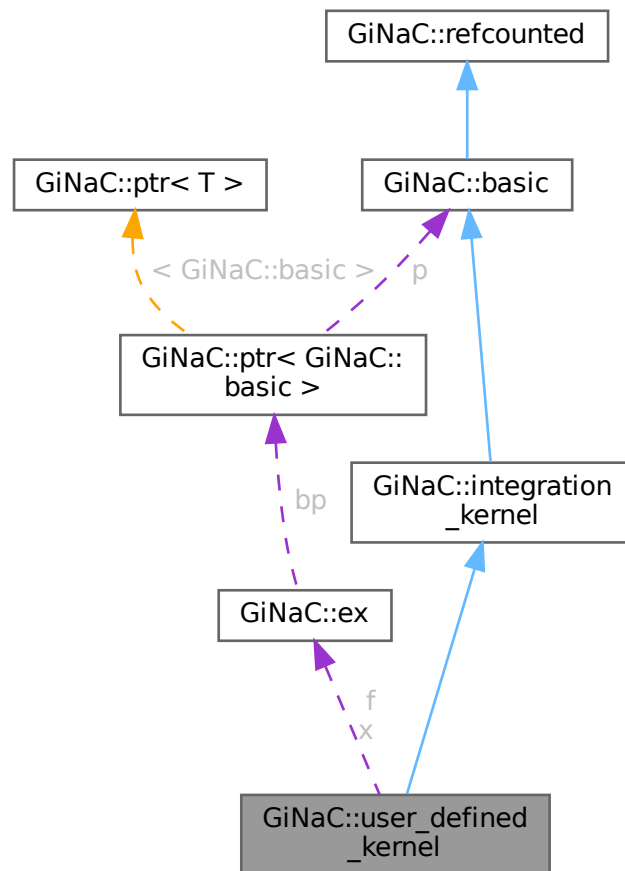 GiNaC::refcounted
GiNaC::ptr< T >
GiNaC::basic
< GiNaC::basic >
p
GiNaC::ptr< GiNaC::
basic >
GiNaC::integration
_kernel
bp
GiNaC::ex
f
x
GiNaC::user_defined
_kernel